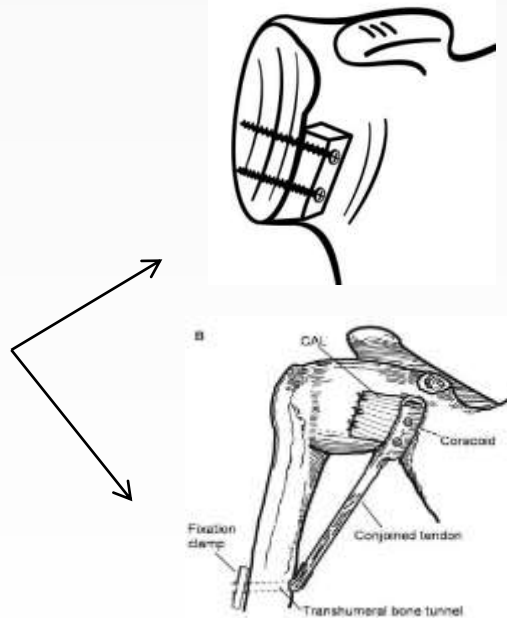 B
CAL
Coracoid
Fixation
clamp
Conjoined tendon
Transhumeral bone tunnel